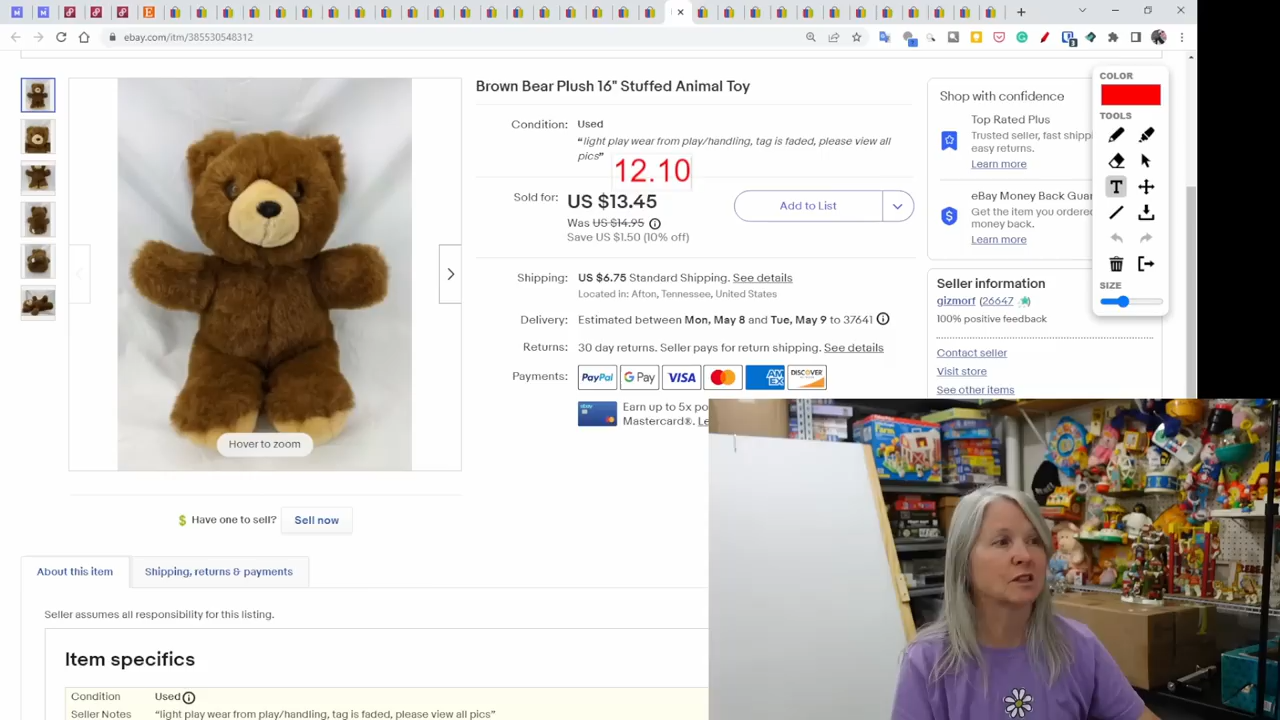 ebay.com/itm/385530548312
Brown Bear Plush 16" Stuffed Animal Toy
Condition: Used
“light play wear from play/handling, tag is faded, please view all
pics”
12.10
Sold for: US $13.45
Was US $14.95
Save US $1.50 (10% off)
Add to List
Shipping: US $6.75 Standard Shipping. See details
Located in: Afton, Tennessee, United States
Delivery: Estimated between Mon, May 8 and Tue, May 9 to 37641
Returns: 30 day returns. Seller pays for return shipping. See details
Payments: PayPal G Pay VISA AMEX DISCOVER
Earn up to 5x po
Mastercard®.
Hover to zoom
Have one to sell? Sell now
Shop with confidence
Top Rated Plus
Trusted seller, fast shippi
easy returns.
Learn more
eBay Money Back Gua
Get the item you ordere
money back.
Learn more
Seller information
gizmorf (26647
100% positive feedback
Contact seller
Visit store
See other items
COLOR
TOOLS
T
SIZE
About this item
Shipping, returns & payments
Seller assumes all responsibility for this listing.
Item specifics
Condition Used
Seller Notes “light play wear from play/handling, tag is faded, please view all pics”